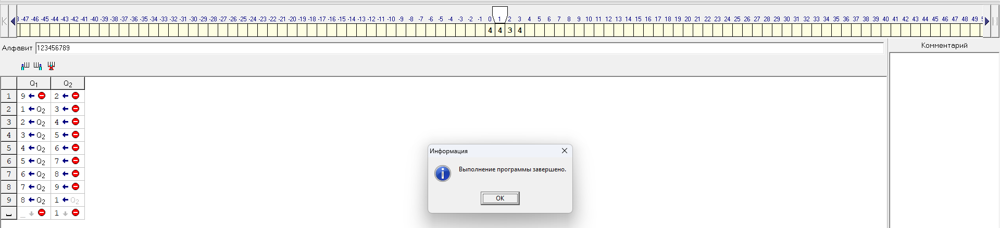 8 -47 -46 -45 -44 -43 -42 -41 -40 -39 -38 -37 -36 -35 -34 -33 -32 -31 -30 -29 -28 -27 -26 -25 -24 -23 -22 -21 -20 -19 -18 -17 -16 -15 -14 -13 -12 -11 -10 -9 -8 -7 -6 -5 -4 -3 -2 -1 0 1 2 3 4 5 6 7 8 9 10 11 12 13 14 15 16 17 18 19 20 21 22 23 24 25 26 27 28 29 30 31 32 33 34 35 36 37 38 39 40 41 42 43 44 45 46 47 48 49
4 4 3 4
Алфавит 123456789
Комментарий
Q1 Q2
1 9 ← 2 ←
2 1 ← Q2 3 ←
3 2 ← Q2 4 ←
4 3 ← Q2 5 ←
5 4 ← Q2 6 ←
6 5 ← Q2 7 ←
7 6 ← Q2 8 ←
8 7 ← Q2 9 ←
9 8 ← Q2 1 ← Q2
␣ _ ↓ 1 ↓
Информация
Выполнение программы завершено.
ОК